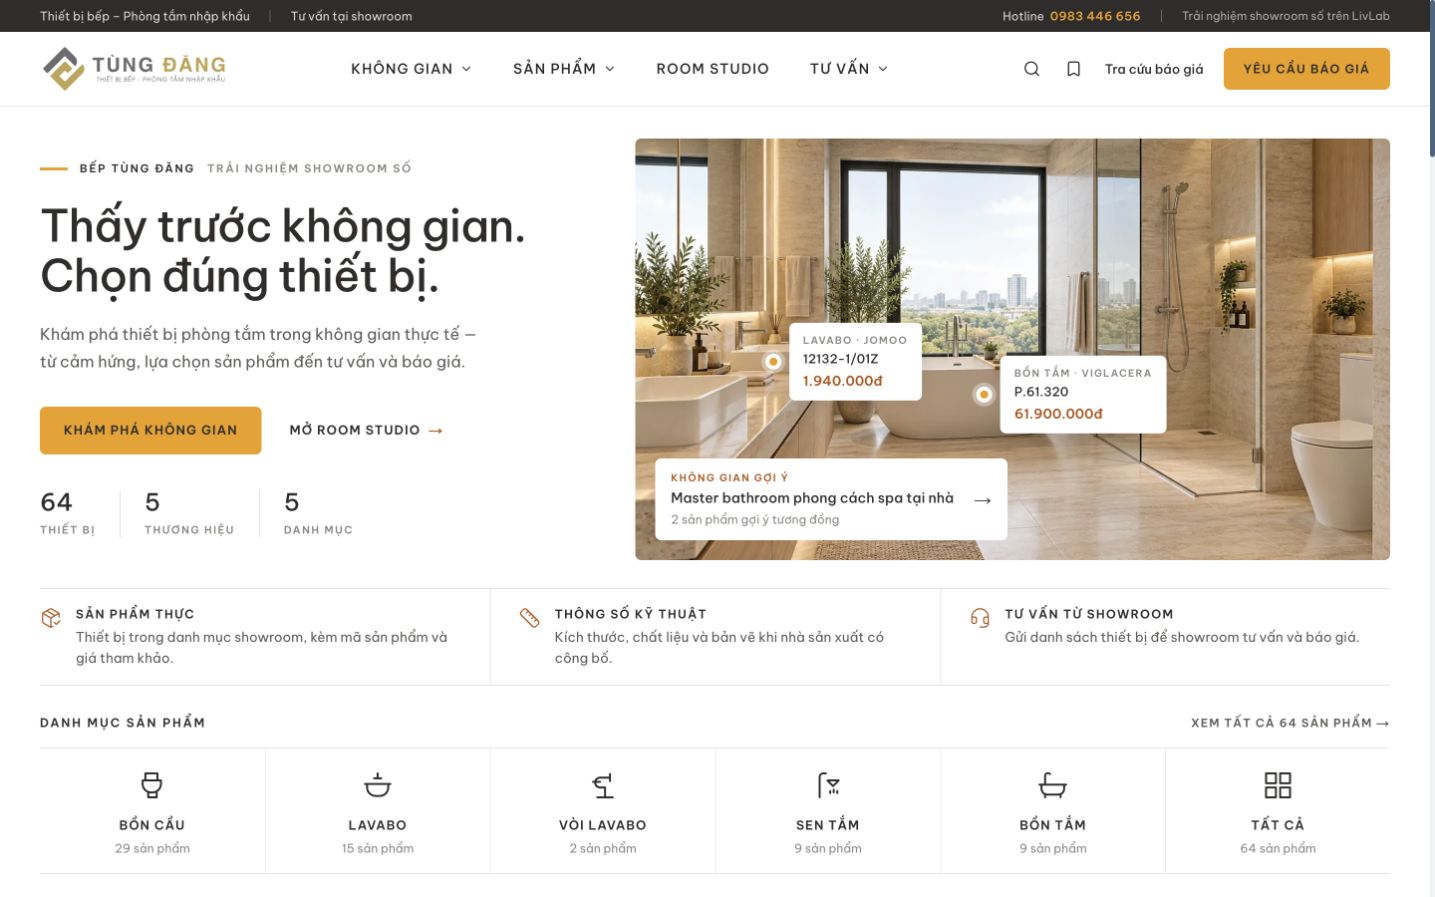 Thiết bị bếp – Phòng tắm nhập khẩu
Tư vấn tại showroom
Hotline 0983 446 656
Trải nghiệm showroom số trên LivLab
TÙNG ĐĂNG
THIẾT BỊ BẾP - PHÒNG TẮM NHẬP KHẨU
KHÔNG GIAN
SẢN PHẨM
ROOM STUDIO
TƯ VẤN
Tra cứu báo giá
YÊU CẦU BÁO GIÁ
BẾP TÙNG ĐĂNG TRẢI NGHIỆM SHOWROOM SỐ
Thấy trước không gian.
Chọn đúng thiết bị.
Khám phá thiết bị phòng tắm trong không gian thực tế —
từ cảm hứng, lựa chọn sản phẩm đến tư vấn và báo giá.
KHÁM PHÁ KHÔNG GIAN
MỞ ROOM STUDIO →
64
THIẾT BỊ
5
THƯƠNG HIỆU
5
DANH MỤC
LAVABO · JOMOO
12132-1/01Z
1.940.000đ
BỒN TẮM · VIGLACERA
P.61.320
61.900.000đ
KHÔNG GIAN GỢI Ý
Master bathroom phong cách spa tại nhà →
2 sản phẩm gợi ý tương đồng
SẢN PHẨM THỰC
Thiết bị trong danh mục showroom, kèm mã sản phẩm và
giá tham khảo.
THÔNG SỐ KỸ THUẬT
Kích thước, chất liệu và bản vẽ khi nhà sản xuất có
công bố.
TƯ VẤN TỪ SHOWROOM
Gửi danh sách thiết bị để showroom tư vấn và báo giá.
DANH MỤC SẢN PHẨM
XEM TẤT CẢ 64 SẢN PHẨM →
BỒN CẦU
29 sản phẩm
LAVABO
15 sản phẩm
VÒI LAVABO
2 sản phẩm
SEN TẮM
9 sản phẩm
BỒN TẮM
9 sản phẩm
TẤT CẢ
64 sản phẩm